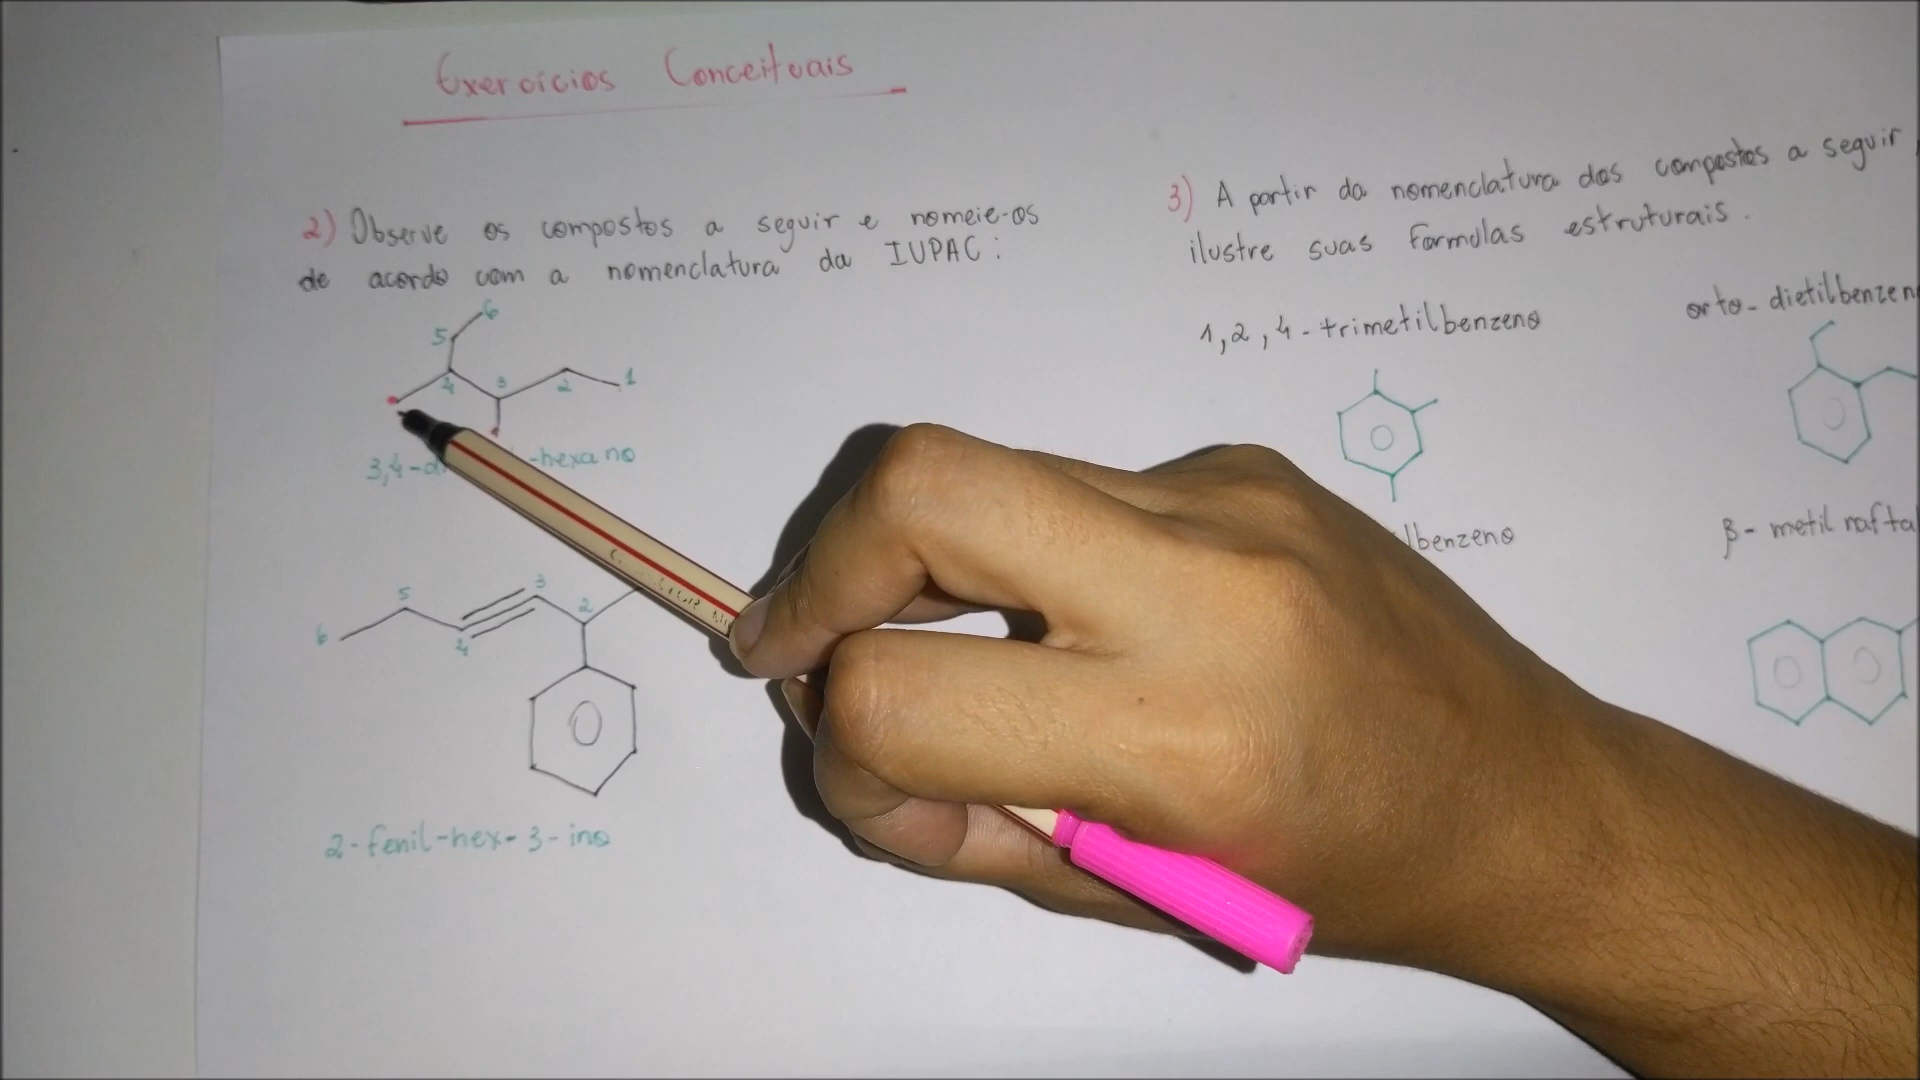 Exercícios Conceituais
2) Observe os compostos a seguir e nomeie-os
de acordo com a nomenclatura da IUPAC:
6
5
4 3 2 1
3,4-d -hexano
6 5 4 3 2
2-fenil-hex-3-ino
3) A partir da nomenclatura dos compostos a seguir
ilustre suas formulas estruturais.
1,2,4-trimetilbenzeno
orto-dietilbenzen
lbenzeno
β-metil nafta